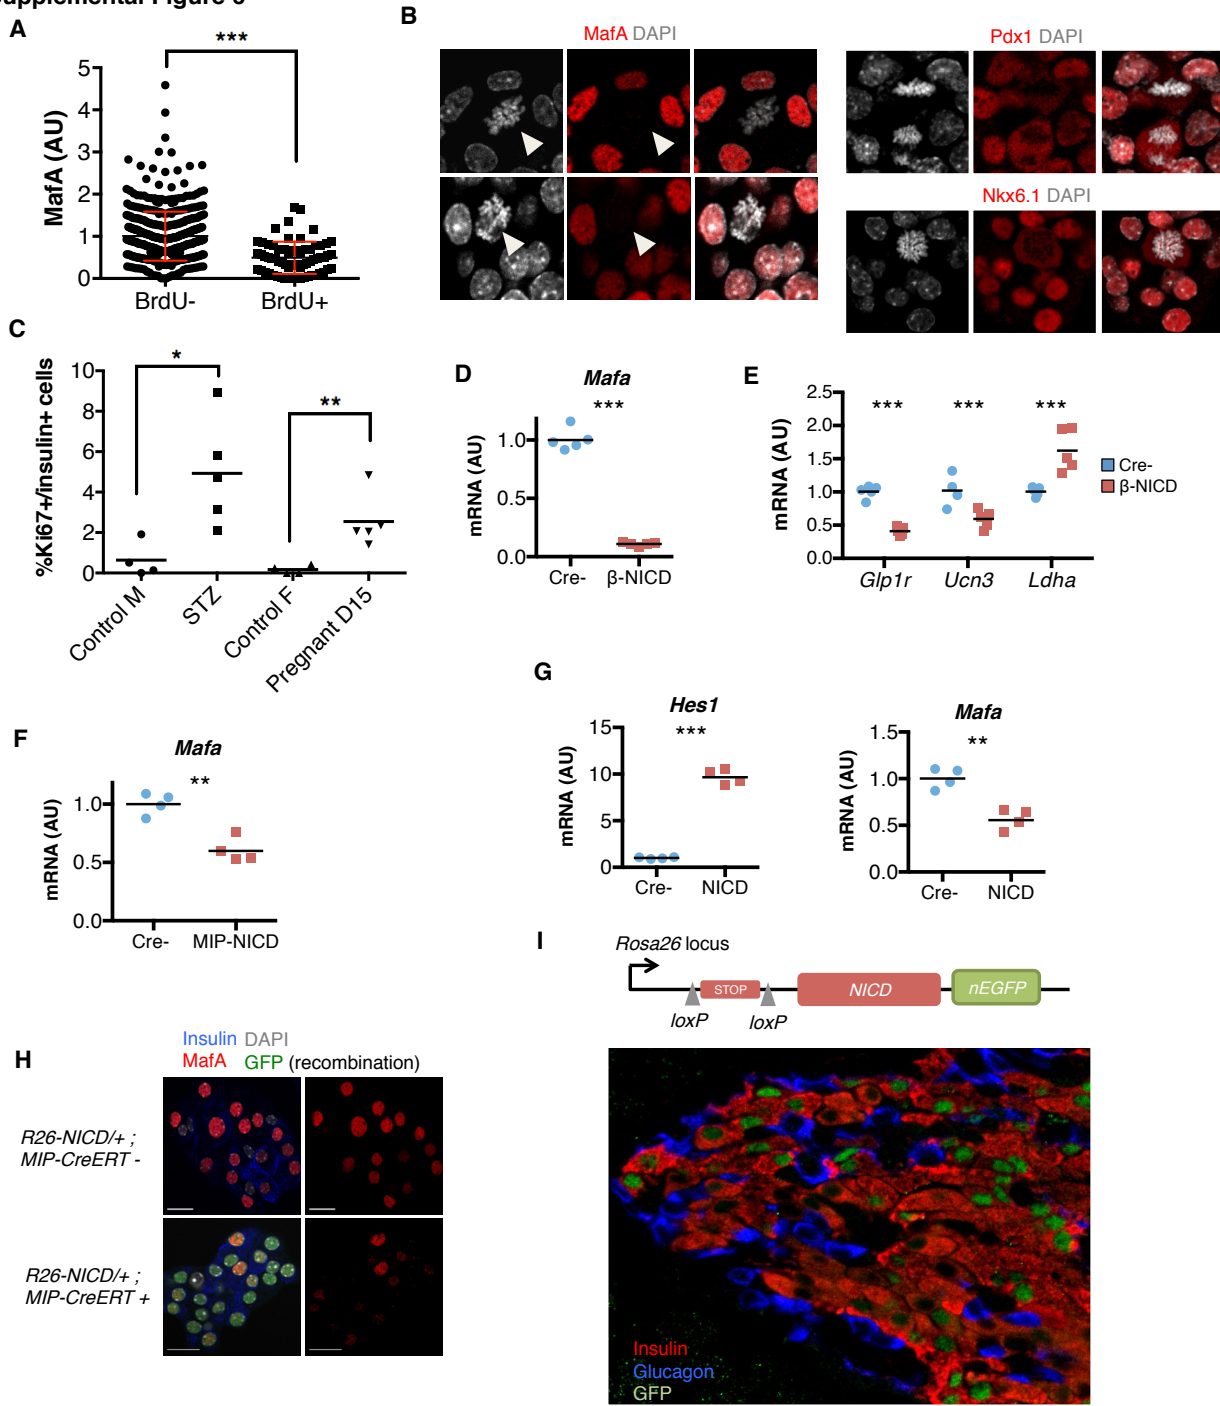 Supplemental Figure 6
A
***
MafA (AU)
5
4
3
2
1
0
BrdU-
BrdU+
B
MafA DAPI
Pdx1 DAPI
Nkx6.1 DAPI
C
%Ki67+/insulin+ cells
10
8
6
4
2
0
*
**
Control M
STZ
Control F
Pregnant D15
D
Mafa
***
mRNA (AU)
1.0
0.5
0.0
Cre-
β-NICD
E
mRNA (AU)
2.5
2.0
1.5
1.0
0.5
0.0
***
***
***
Glp1r
Ucn3
Ldha
Cre-
β-NICD
F
Mafa
**
mRNA (AU)
1.0
0.5
0.0
Cre-
MIP-NICD
G
Hes1
***
mRNA (AU)
15
10
5
0
Cre-
NICD
Mafa
**
mRNA (AU)
1.5
1.0
0.5
0.0
Cre-
NICD
H
Insulin DAPI
MafA GFP (recombination)
R26-NICD/+ ;
MIP-CreERT -
R26-NICD/+ ;
MIP-CreERT +
I
Rosa26 locus
STOP
NICD
nEGFP
loxP
loxP
Insulin
Glucagon
GFP